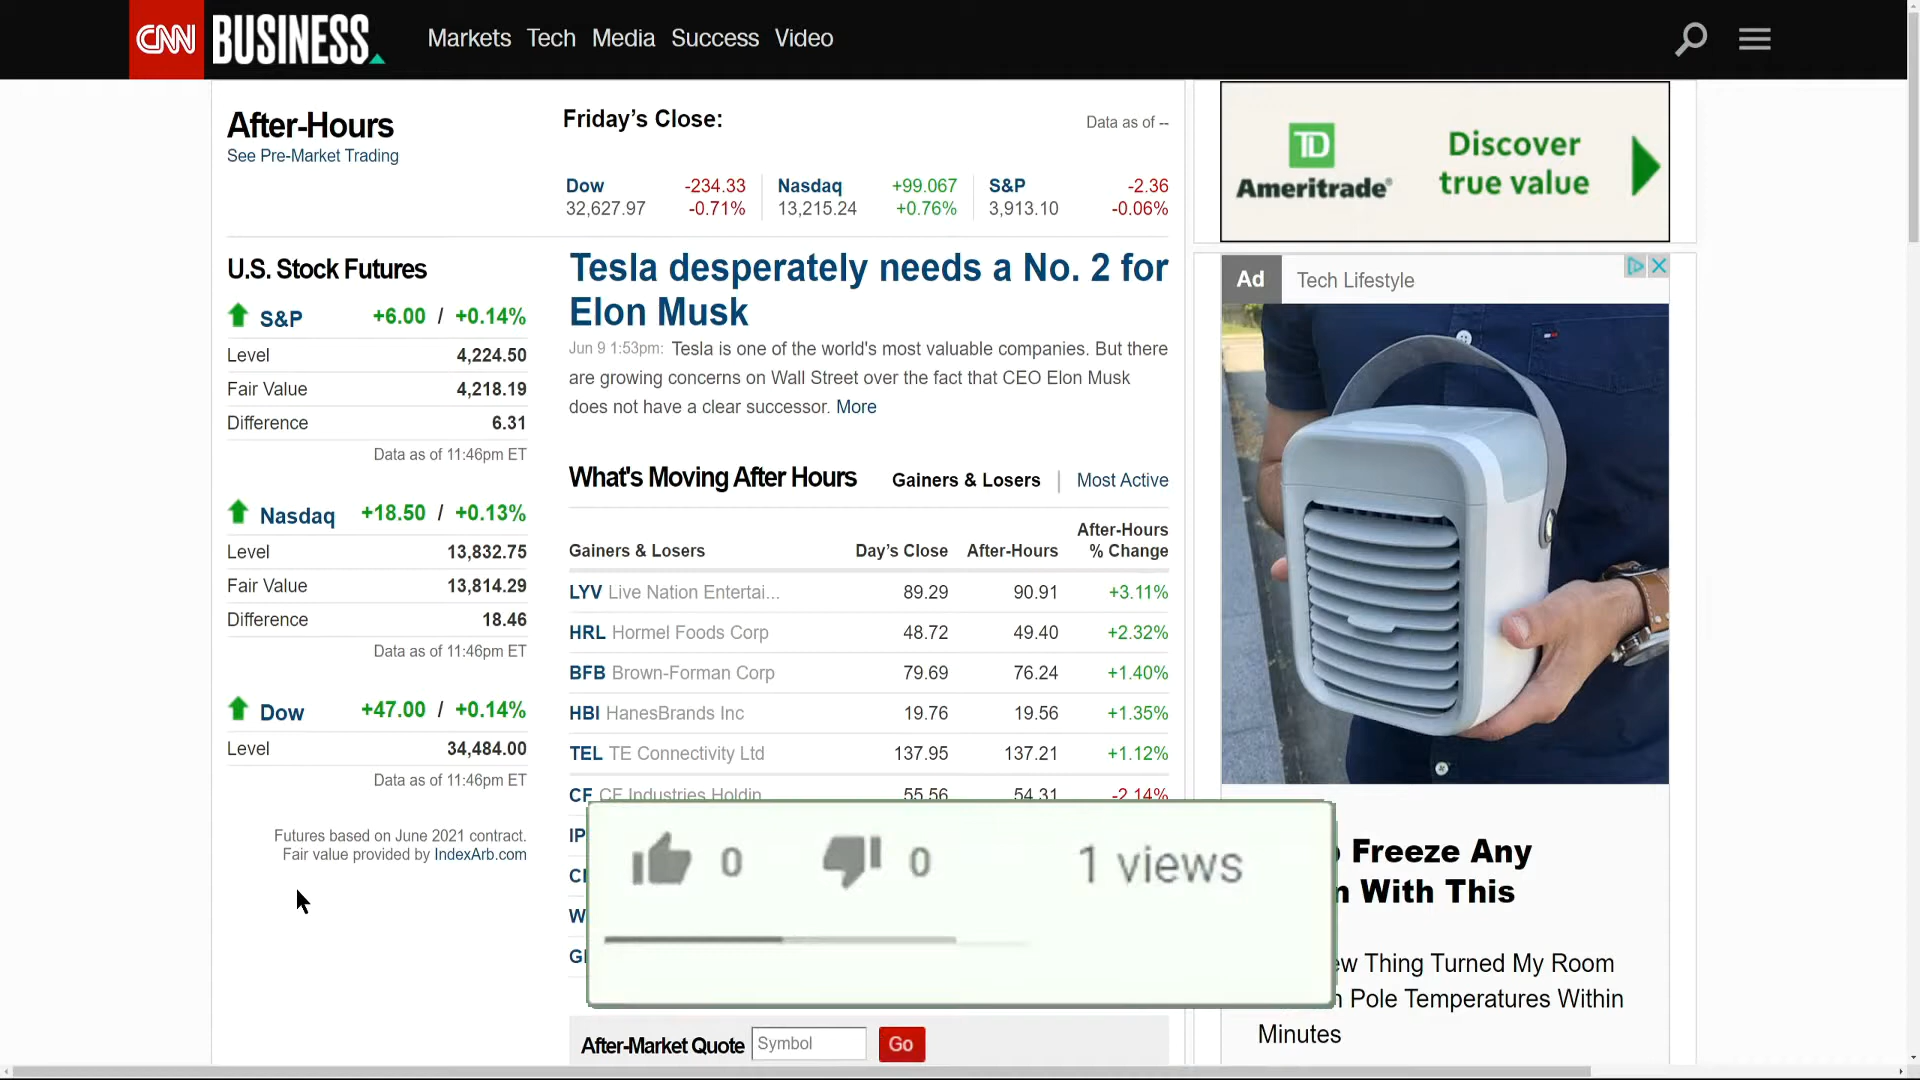 CNN BUSINESS Markets Tech Media Success Video
After-Hours
See Pre-Market Trading
Friday's Close:
Data as of --
Dow -234.33
32,627.97 -0.71%
Nasdaq +99.067
13,215.24 +0.76%
S&P -2.36
3,913.10 -0.06%
U.S. Stock Futures
S&P +6.00 / +0.14%
Level 4,224.50
Fair Value 4,218.19
Difference 6.31
Data as of 11:46pm ET
Nasdaq +18.50 / +0.13%
Level 13,832.75
Fair Value 13,814.29
Difference 18.46
Data as of 11:46pm ET
Dow +47.00 / +0.14%
Level 34,484.00
Data as of 11:46pm ET
Futures based on June 2021 contract.
Fair value provided by IndexArb.com
Tesla desperately needs a No. 2 for
Elon Musk
Jun 9 1:53pm: Tesla is one of the world's most valuable companies. But there
are growing concerns on Wall Street over the fact that CEO Elon Musk
does not have a clear successor. More
What's Moving After Hours Gainers & Losers | Most Active
Gainers & Losers Day's Close After-Hours After-Hours
% Change
LYV Live Nation Entertai... 89.29 90.91 +3.11%
HRL Hormel Foods Corp 48.72 49.40 +2.32%
BFB Brown-Forman Corp 79.69 76.24 +1.40%
HBI HanesBrands Inc 19.76 19.56 +1.35%
TEL TE Connectivity Ltd 137.95 137.21 +1.12%
CF CF Industries Holdin 55.56 54.31 -2.14%
IP
W
0 0 1 views
After-Market Quote Symbol Go
TD
Ameritrade®
Discover
true value
Ad Tech Lifestyle
Freeze Any
With This
Thing Turned My Room
Pole Temperatures Within
Minutes